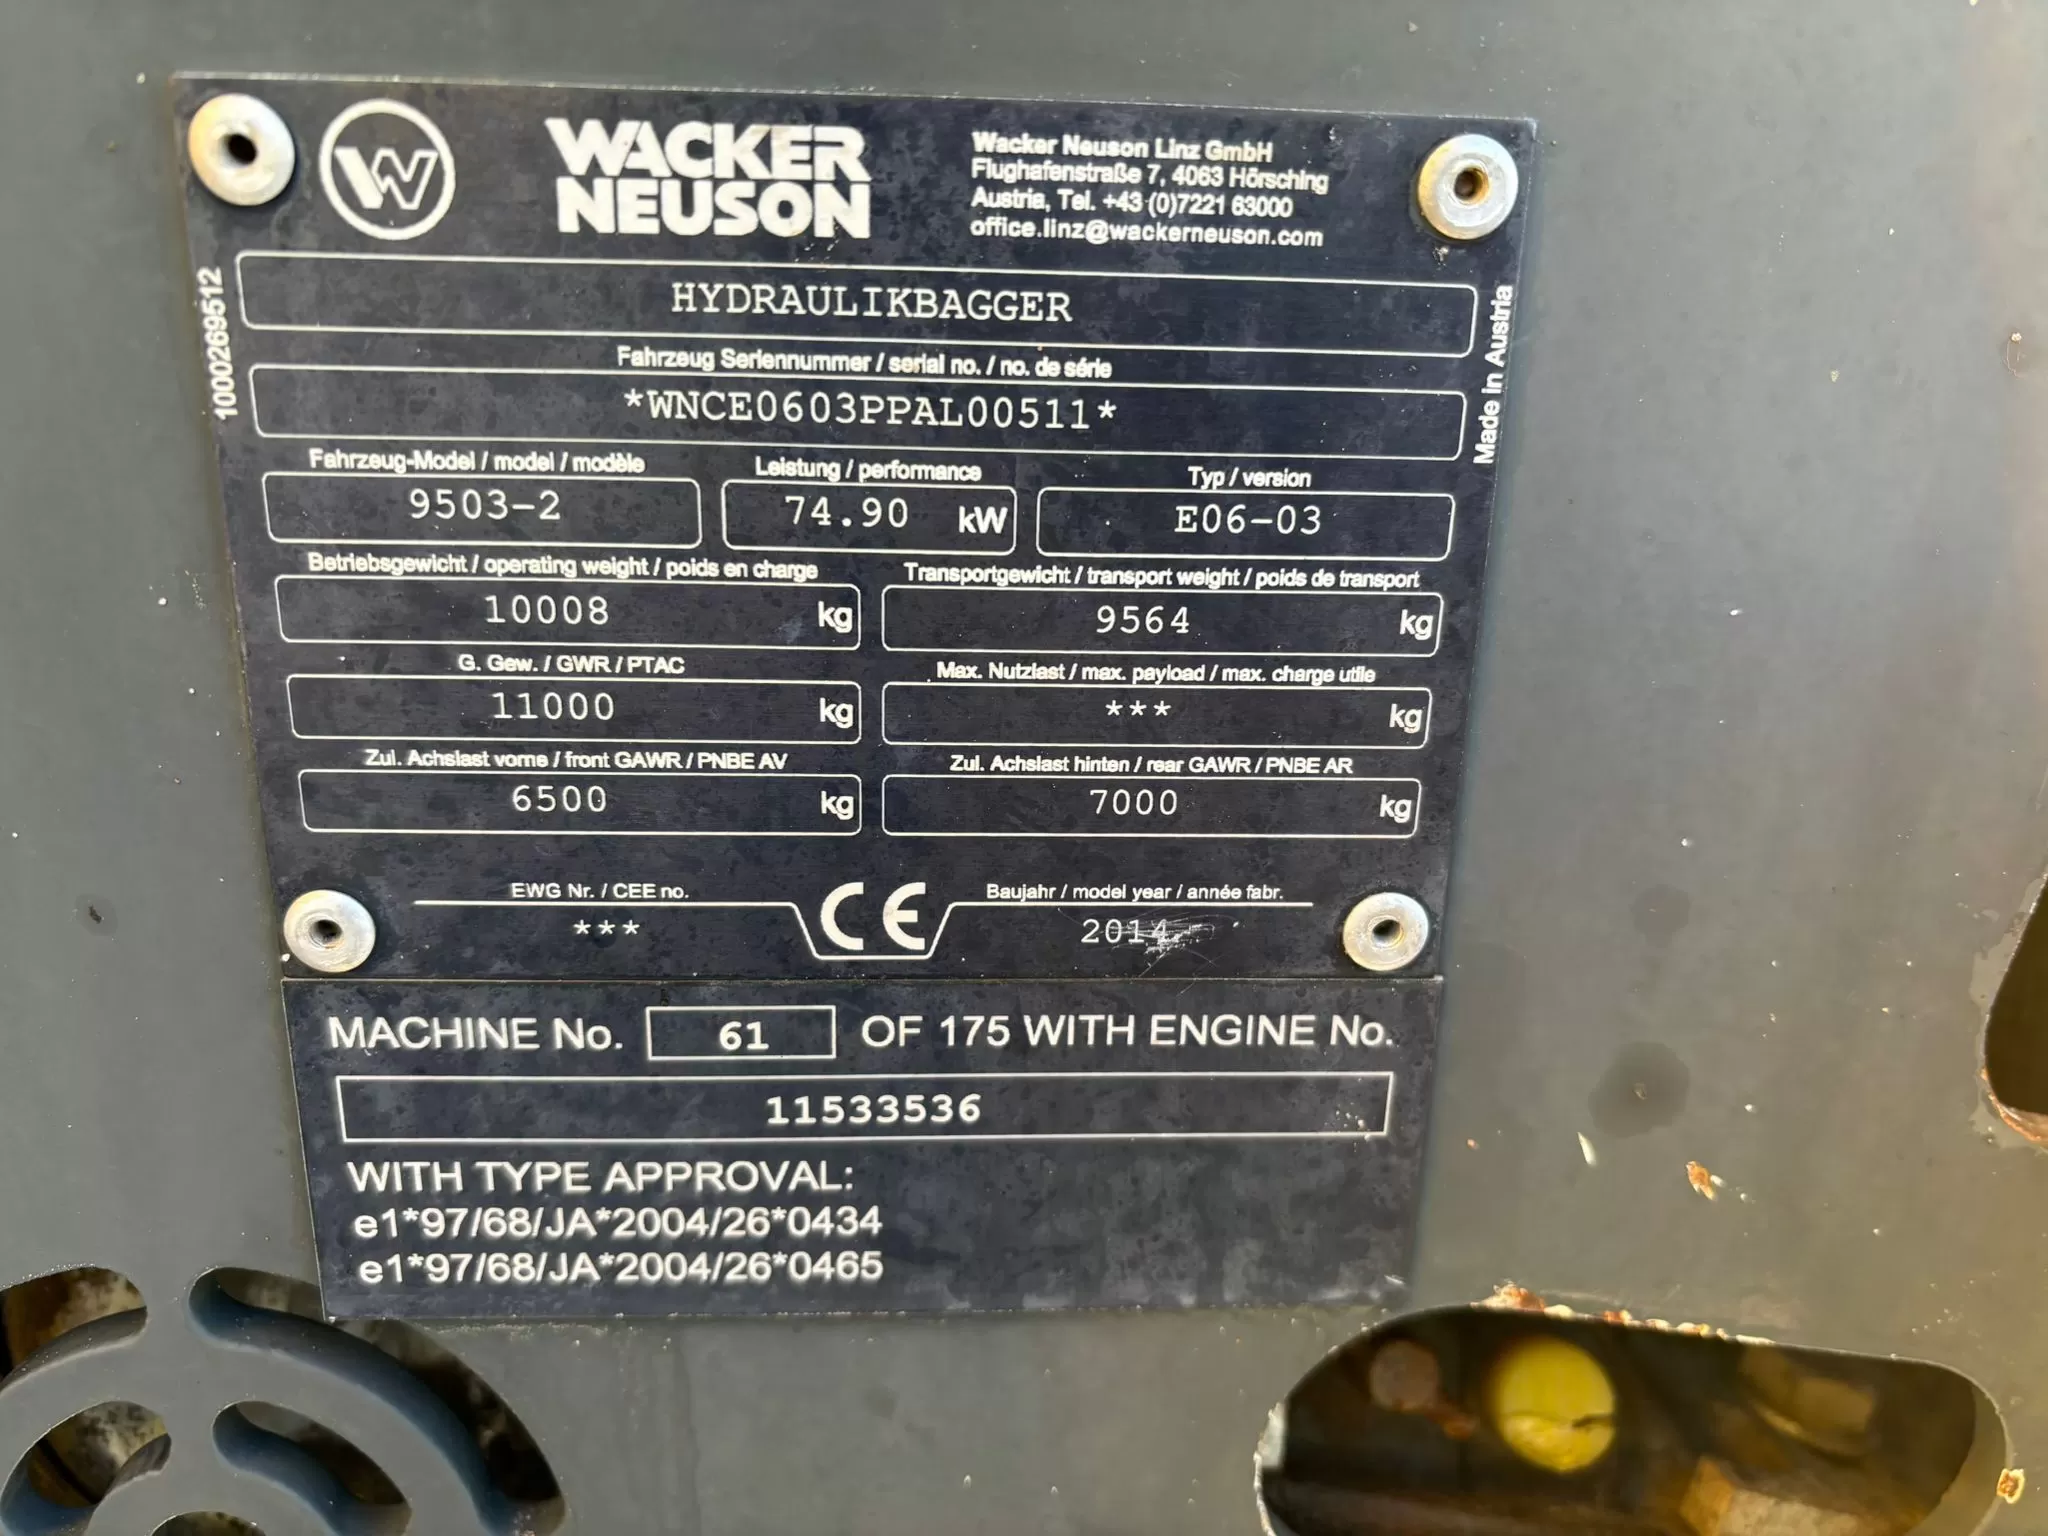 WACKER
NEUSON
Wacker Neuson Linz GmbH
Flughafenstraße 7, 4063 Hörsching
Austria, Tel. +43 (0)7221 63000
office.linz@wackerneuson.com
1000269512
Made in Austria
HYDRAULIKBAGGER
Fahrzeug Seriennummer / serial no. / no. de série
*WNCE0603PPAL00511*
Fahrzeug-Model / model / modèle
9503-2
Leistung / performance
74.90 kW
Typ / version
E06-03
Betriebsgewicht / operating weight / poids en charge
10008 kg
Transportgewicht / transport weight / poids de transport
9564 kg
G. Gew. / GWR / PTAC
11000 kg
Max. Nutzlast / max. payload / max. charge utile
*** kg
Zul. Achslast vorne / front GAWR / PNBE AV
6500 kg
Zul. Achslast hinten / rear GAWR / PNBE AR
7000 kg
EWG Nr. / CEE no.
***
CE
Baujahr / model year / année fabr.
2014
MACHINE No. 61 OF 175 WITH ENGINE No.
11533536
WITH TYPE APPROVAL:
e1*97/68/JA*2004/26*0434
e1*97/68/JA*2004/26*0465